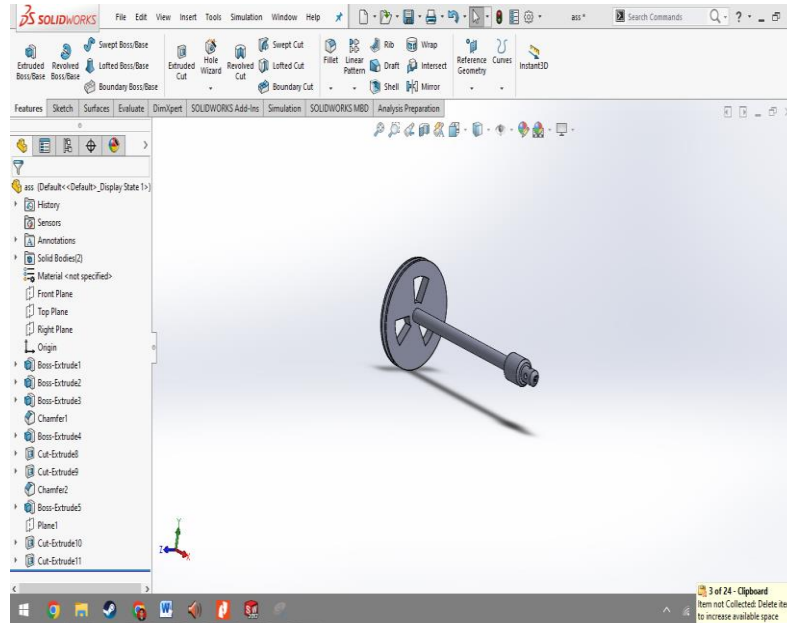 SOLIDWORKS File Edit View Insert Tools Simulation Window Help ass * Search Commands
Extruded Boss/Base
Revolved Boss/Base
Swept Boss/Base
Lofted Boss/Base
Boundary Boss/Base
Extruded Cut
Hole Wizard
Revolved Cut
Swept Cut
Lofted Cut
Boundary Cut
Fillet
Linear Pattern
Rib
Draft
Shell
Wrap
Intersect
Mirror
Reference Geometry
Curves
Instant3D
Features Sketch Surfaces Evaluate DimXpert SOLIDWORKS Add-Ins Simulation SOLIDWORKS MBD Analysis Preparation
ass (Default<<Default>_Display State 1>)
History
Sensors
Annotations
Solid Bodies(2)
Material <not specified>
Front Plane
Top Plane
Right Plane
Origin
Boss-Extrude1
Boss-Extrude2
Boss-Extrude3
Chamfer1
Boss-Extrude4
Cut-Extrude8
Cut-Extrude9
Chamfer2
Boss-Extrude5
Plane1
Cut-Extrude10
Cut-Extrude11
Y
Z
X
3 of 24 - Clipboard
Item not Collected: Delete ite
to increase available space